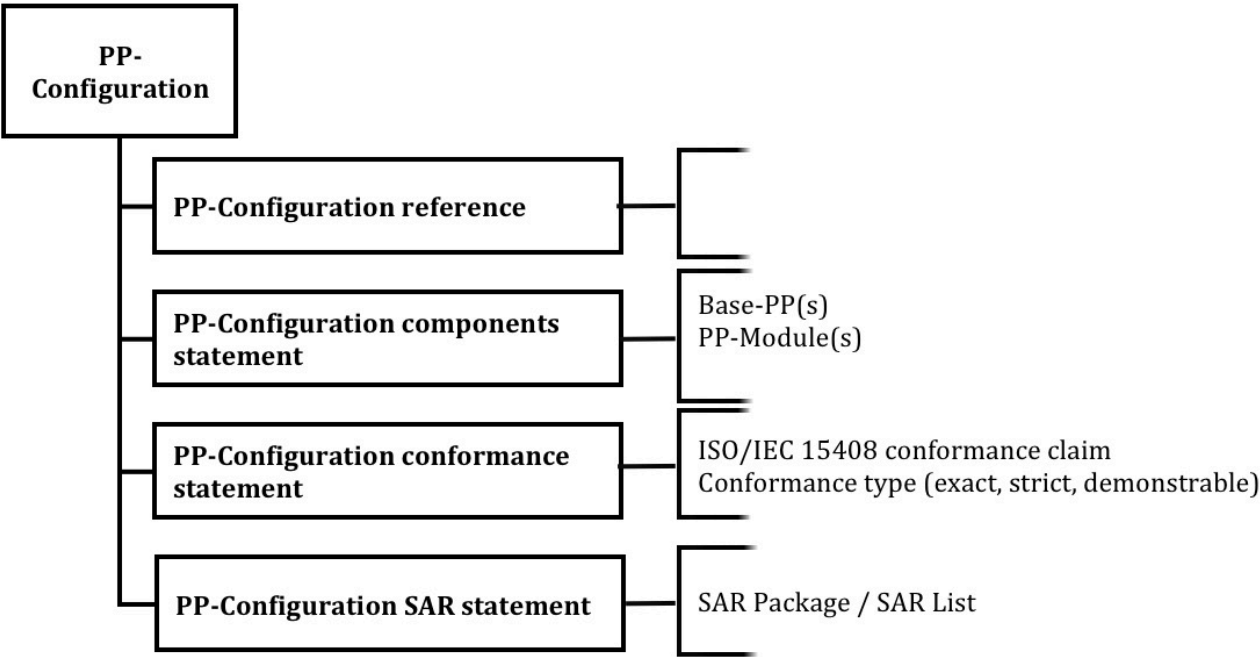 PP-
Configuration
PP-Configuration reference
PP-Configuration components
statement
Base-PP(s)
PP-Module(s)
PP-Configuration conformance
statement
ISO/IEC 15408 conformance claim
Conformance type (exact, strict, demonstrable)
PP-Configuration SAR statement
SAR Package / SAR List